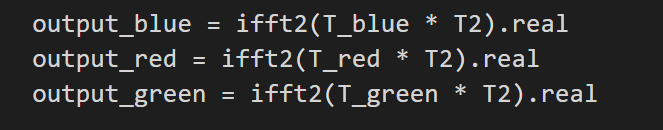 output_blue = ifft2(T_blue * T2).real
output_red = ifft2(T_red * T2).real
output_green = ifft2(T_green * T2).real